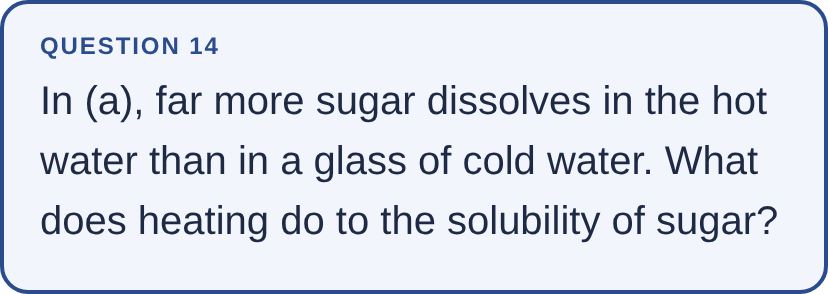 QUESTION 14
In (a), far more sugar dissolves in the hot
water than in a glass of cold water. What
does heating do to the solubility of sugar?